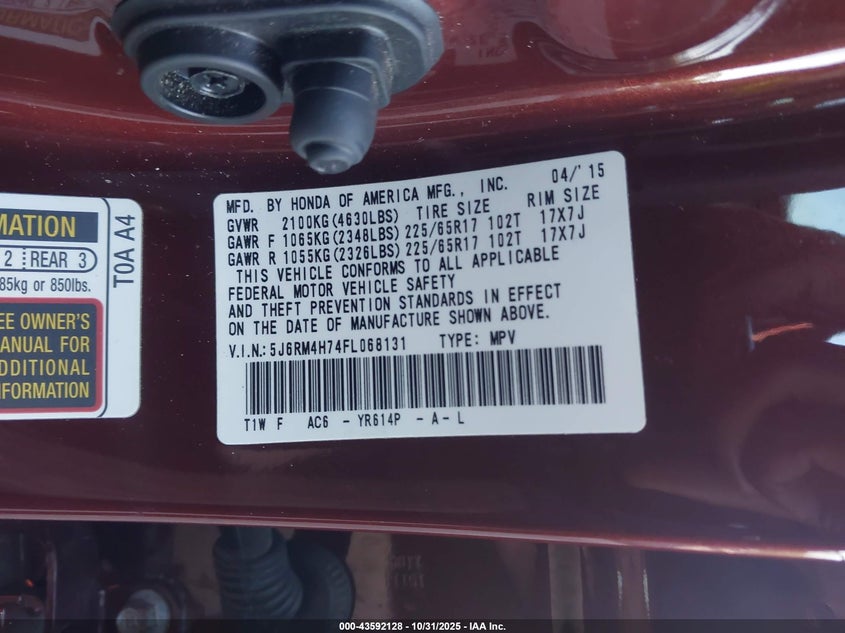 MFD. BY HONDA OF AMERICA MFG., INC. 04/'15
GVWR 2100KG(4630LBS) TIRE SIZE RIM SIZE
GAWR F 1065KG(2348LBS) 225/65R17 102T 17X7J
GAWR R 1055KG(2326LBS) 225/65R17 102T 17X7J
THIS VEHICLE CONFORMS TO ALL APPLICABLE
FEDERAL MOTOR VEHICLE SAFETY
AND THEFT PREVENTION STANDARDS IN EFFECT
ON THE DATE OF MANUFACTURE SHOWN ABOVE.
V.I.N.:5J6RM4H74FL068131 TYPE: MPV
T1W F AC6 - YR614P - A - L
MATION
2 REAR 3
85kg or 850lbs.
EE OWNER'S
ANUAL FOR
DDITIONAL
NFORMATION
T0A A4
000-43592128 - 10/31/2025 - IAA Inc.